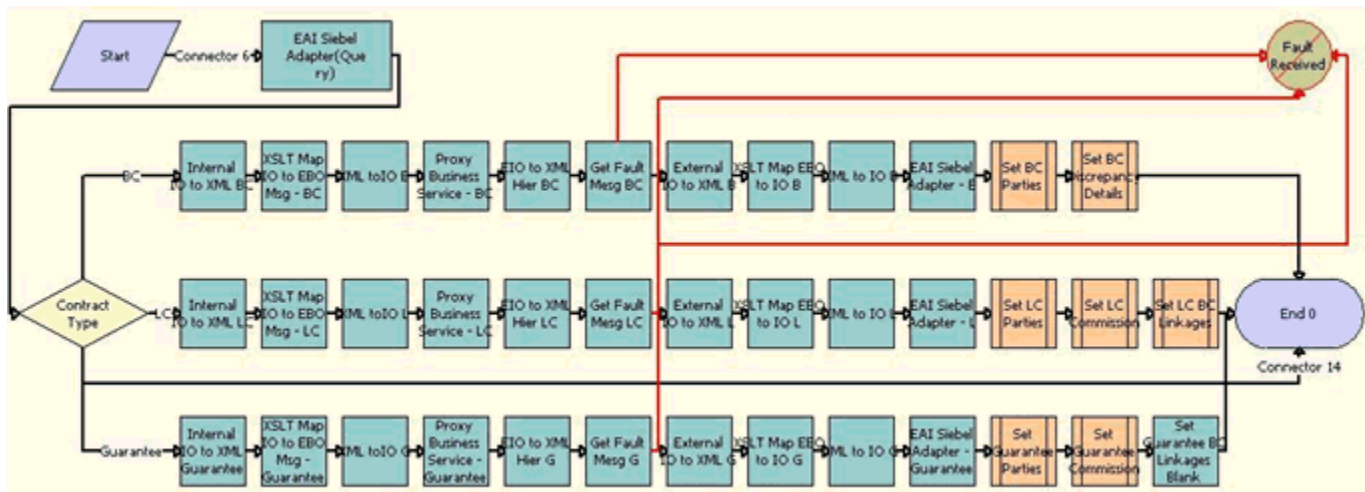 Start
Connector 6
EAI Siebel
Adapter(Que
ry)
Fault
Received
BC
Internal
IO to XML BC
XSLT Map
IO to EBO
Msg - BC
XML toIO B
Proxy
Business
Service - BC
EIO to XML
Hier BC
Get Fault
Mesg BC
External
IO to XML B
XSLT Map EBO
to IO B
XML to IO B
EAI Siebel
Adapter - B
Set BC
Parties
Set BC
Discrepancy
Details
Contract
Type
LC
Internal
IO to XML LC
XSLT Map
IO to EBO
Msg - LC
XML toIO L
Proxy
Business
Service - LC
EIO to XML
Hier LC
Get Fault
Mesg LC
External
IO to XML L
XSLT Map EBO
to IO L
XML to IO L
EAI Siebel
Adapter - L
Set LC
Parties
Set LC
Commission
Set LC BC
Linkages
End 0
Connector 14
Guarantee
Internal
IO to XML
Guarantee
XSLT Map
IO to EBO
Msg -
Guarantee
XML toIO G
Proxy
Business
Service -
Guarantee
EIO to XML
Hier G
Get Fault
Mesg G
External
IO to XML G
XSLT Map EBO
to IO G
XML to IO G
EAI Siebel
Adapter -
Guarantee
Set
Guarantee
Parties
Set
Guarantee
Commission
Set
Guarantee BC
Linkages
Blank